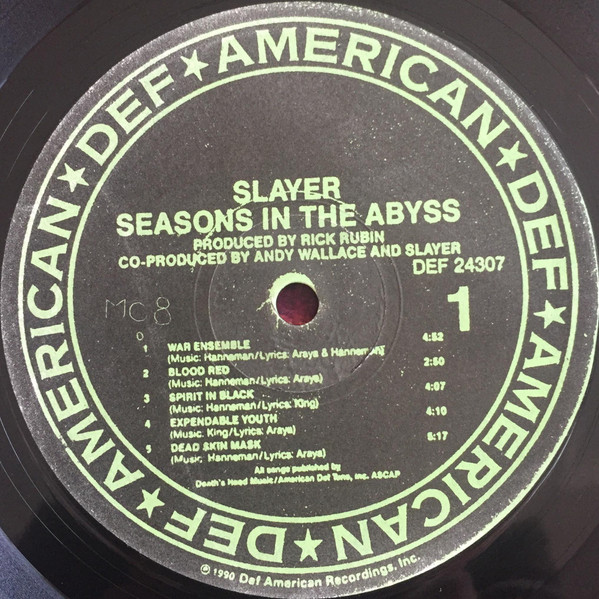 DEF★AMERICAN★DEF★AMERICAN★DEF★AMERICAN★
SLAYER
SEASONS IN THE ABYSS
PRODUCED BY RICK RUBIN
CO-PRODUCED BY ANDY WALLACE AND SLAYER
DEF 24307
MC8
0
1
1 WAR ENSEMBLE 4:52
(Music: Hanneman/Lyrics: Araya & Hanneman)
2 BLOOD RED 2:50
(Music: Hanneman/Lyrics: Araya)
3 SPIRIT IN BLACK 4:07
(Music: Hanneman/Lyrics: King)
4 EXPENDABLE YOUTH 4:10
(Music: King/Lyrics: Araya)
5 DEAD SKIN MASK 5:17
(Music: Hanneman/Lyrics: Araya)
All songs published by
Death's Head Music/American Def Tune, Inc. ASCAP
℗ 1990 Def American Recordings, Inc.